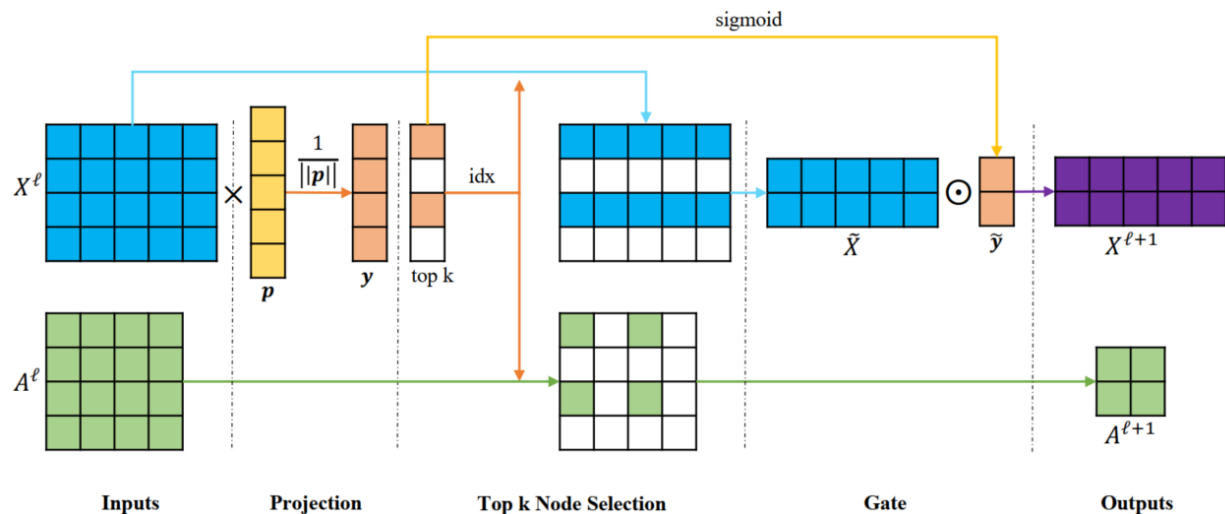 sigmoid
X^ℓ
×
1
||p||
idx
⊙
p
y
top k
X̃
ỹ
X^{ℓ+1}
A^ℓ
A^{ℓ+1}
Inputs
Projection
Top k Node Selection
Gate
Outputs